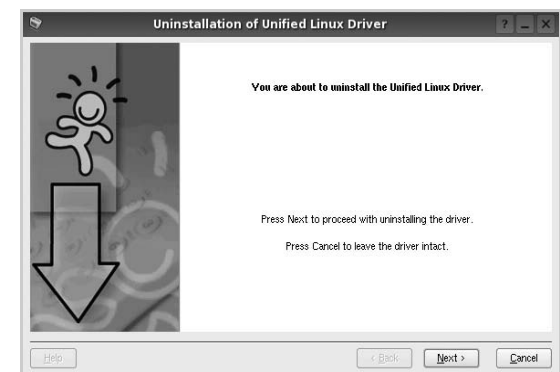 Uninstallation of Unified Linux Driver
? _ X
You are about to uninstall the Unified Linux Driver.
Press Next to proceed with uninstalling the driver.
Press Cancel to leave the driver intact.
Help
< Back
Next >
Cancel